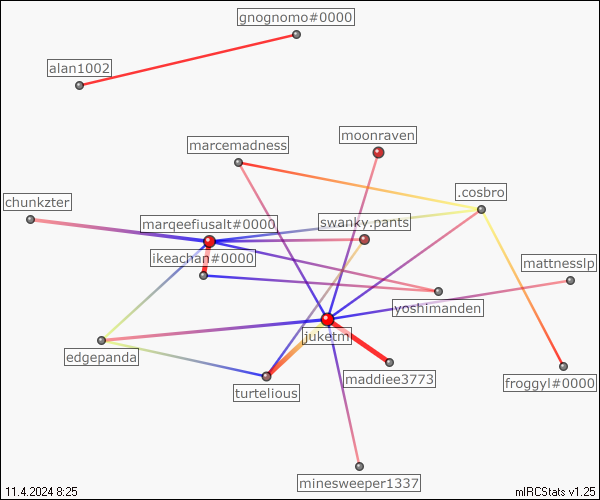 gnognomo#0000
alan1002
moonraven
marcemadness
.cosbro
chunkzter
marqeefiusalt#0000
swanky.pants
ikeachan#0000
mattnesslp
yoshimanden
juketm
edgepanda
maddiee3773
froggyl#0000
turtelious
minesweeper1337
11.4.2024 8:25
mIRCStats v1.25